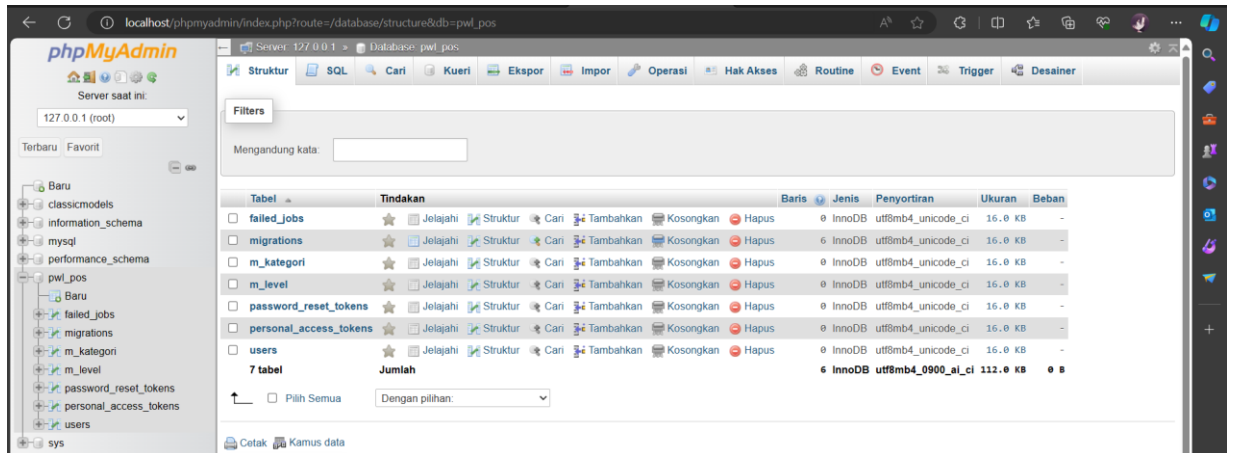 localhost/phpmyadmin/index.php?route=/database/structure&db=pwl_pos
phpMyAdmin
Server saat ini:
127.0.0.1 (root)
Terbaru Favorit
Baru
classicmodels
information_schema
mysql
performance_schema
pwl_pos
Baru
failed_jobs
migrations
m_kategori
m_level
password_reset_tokens
personal_access_tokens
users
sys
Server: 127.0.0.1 » Database: pwl_pos
Struktur SQL Cari Kueri Ekspor Impor Operasi Hak Akses Routine Event Trigger Desainer
Filters
Mengandung kata:
Tabel Tindakan Baris Jenis Penyortiran Ukuran Beban
failed_jobs Jelajahi Struktur Cari Tambahkan Kosongkan Hapus 0 InnoDB utf8mb4_unicode_ci 16.0 KB -
migrations Jelajahi Struktur Cari Tambahkan Kosongkan Hapus 6 InnoDB utf8mb4_unicode_ci 16.0 KB -
m_kategori Jelajahi Struktur Cari Tambahkan Kosongkan Hapus 0 InnoDB utf8mb4_unicode_ci 16.0 KB -
m_level Jelajahi Struktur Cari Tambahkan Kosongkan Hapus 0 InnoDB utf8mb4_unicode_ci 16.0 KB -
password_reset_tokens Jelajahi Struktur Cari Tambahkan Kosongkan Hapus 0 InnoDB utf8mb4_unicode_ci 16.0 KB -
personal_access_tokens Jelajahi Struktur Cari Tambahkan Kosongkan Hapus 0 InnoDB utf8mb4_unicode_ci 16.0 KB -
users Jelajahi Struktur Cari Tambahkan Kosongkan Hapus 0 InnoDB utf8mb4_unicode_ci 16.0 KB -
7 tabel Jumlah 6 InnoDB utf8mb4_0900_ai_ci 112.0 KB 0 B
Pilih Semua Dengan pilihan:
Cetak Kamus data